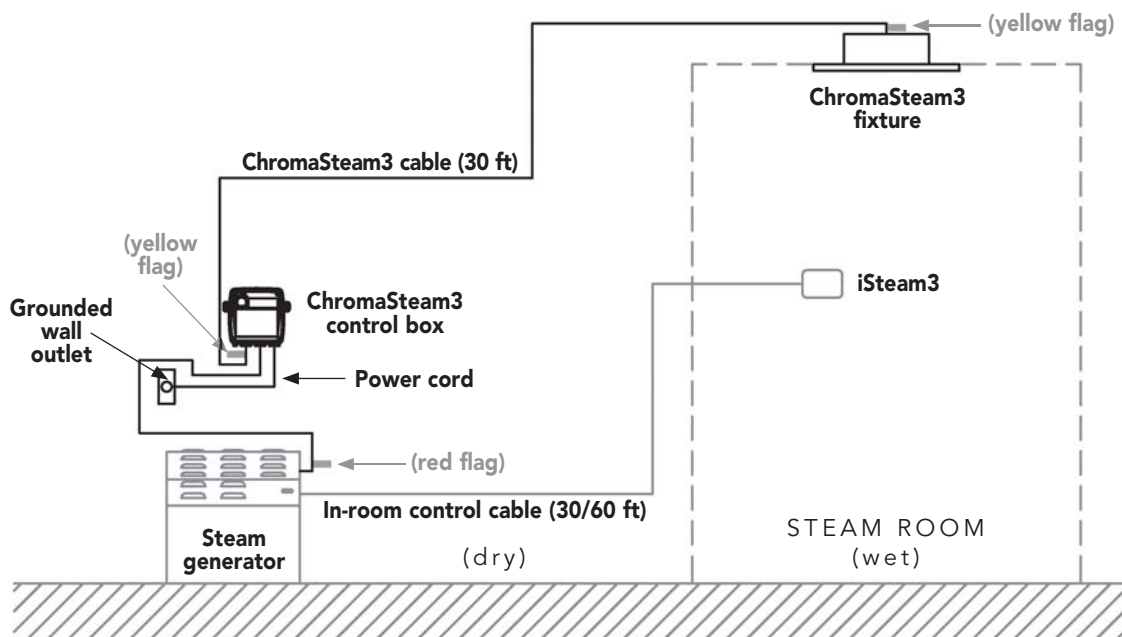 (yellow flag)
ChromaSteam3
fixture
ChromaSteam3 cable (30 ft)
(yellow
flag)
iSteam3
ChromaSteam3
control box
Grounded
wall
outlet
Power cord
(red flag)
In-room control cable (30/60 ft)
Steam
generator
(dry)
STEAM ROOM
(wet)